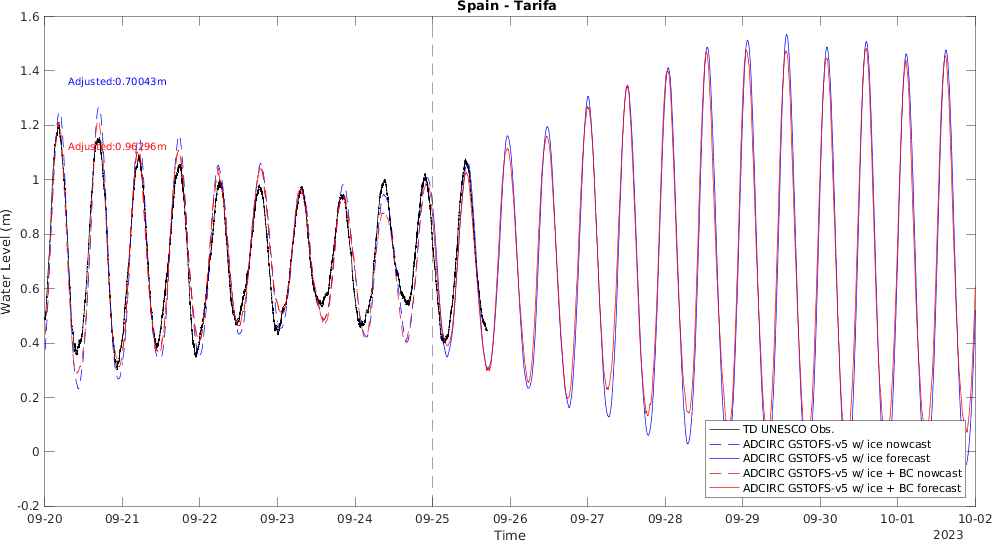 Spain - Tarifa
1.6
1.4
1.2
1
0.8
0.6
0.4
0.2
0
-0.2
Water Level (m)
Adjusted:0.70043m
Adjusted:0.96296m
TD UNESCO Obs.
ADCIRC GSTOFS-v5 w/ ice nowcast
ADCIRC GSTOFS-v5 w/ ice forecast
ADCIRC GSTOFS-v5 w/ ice + BC nowcast
ADCIRC GSTOFS-v5 w/ ice + BC forecast
09-20 09-21 09-22 09-23 09-24 09-25 09-26 09-27 09-28 09-29 09-30 10-01 10-02
Time
2023